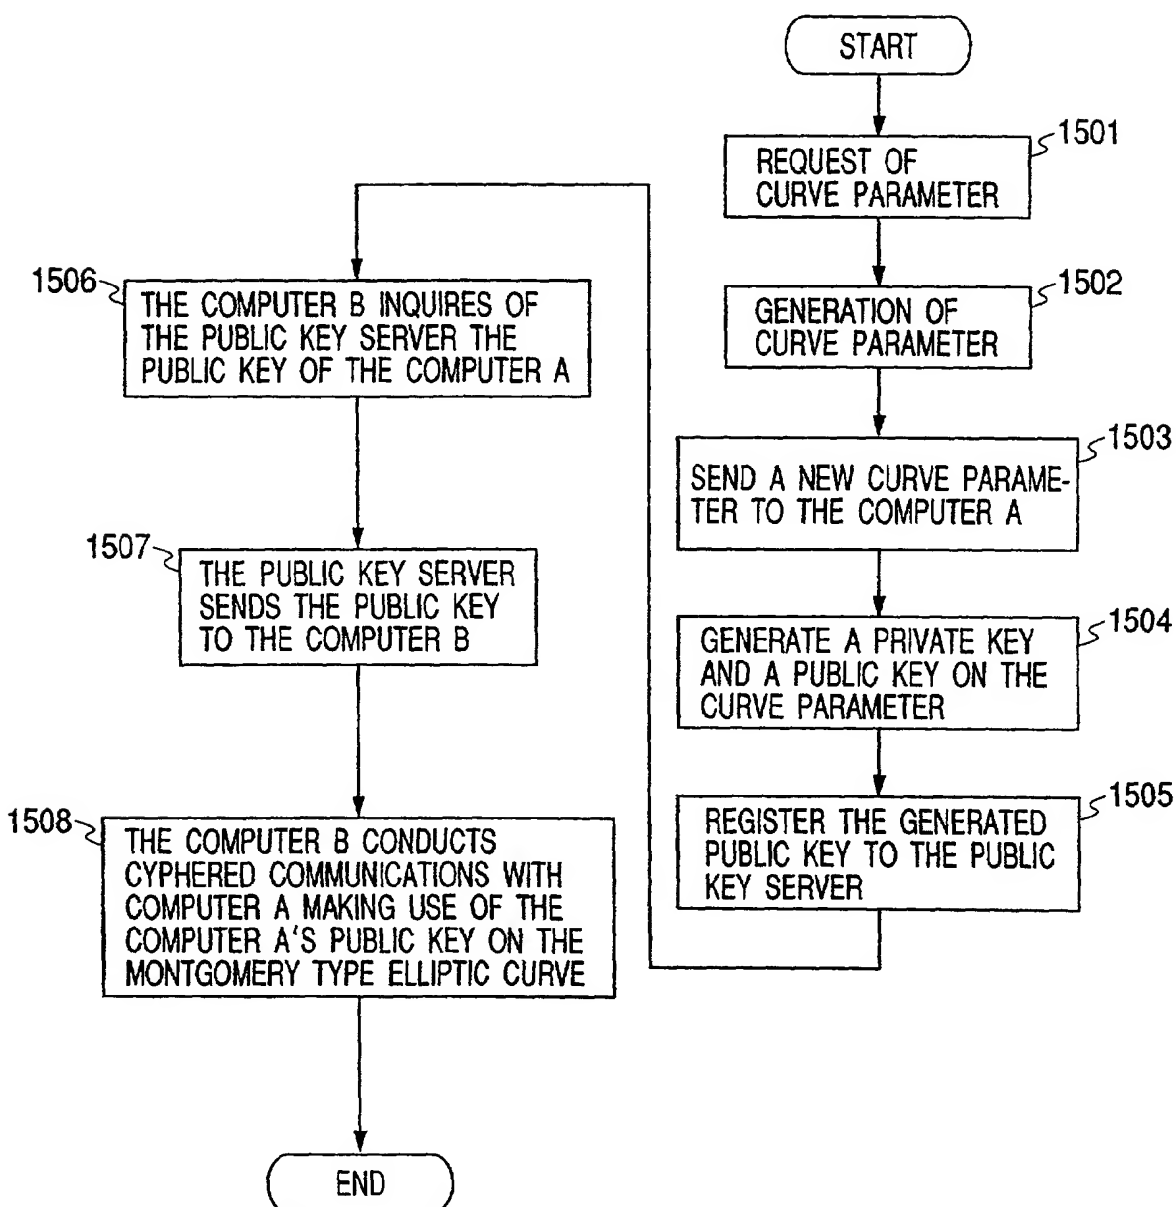 START
1501
REQUEST OF
CURVE PARAMETER
1502
GENERATION OF
CURVE PARAMETER
1503
SEND A NEW CURVE PARAME-
TER TO THE COMPUTER A
1504
GENERATE A PRIVATE KEY
AND A PUBLIC KEY ON THE
CURVE PARAMETER
1505
REGISTER THE GENERATED
PUBLIC KEY TO THE PUBLIC
KEY SERVER
1506
THE COMPUTER B INQUIRES OF
THE PUBLIC KEY SERVER THE
PUBLIC KEY OF THE COMPUTER A
1507
THE PUBLIC KEY SERVER
SENDS THE PUBLIC KEY
TO THE COMPUTER B
1508
THE COMPUTER B CONDUCTS
CYPHERED COMMUNICATIONS WITH
COMPUTER A MAKING USE OF THE
COMPUTER A'S PUBLIC KEY ON THE
MONTGOMERY TYPE ELLIPTIC CURVE
END